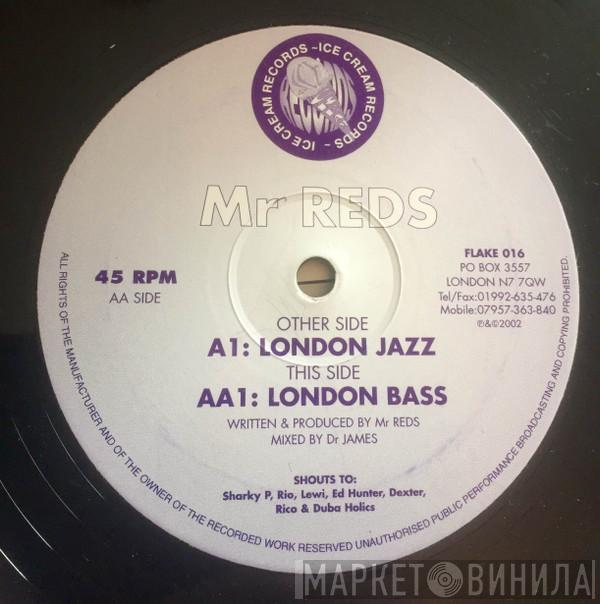 ICE CREAM RECORDS ~ ICE CREAM RECORDS ~
Mr REDS
45 RPM
AA SIDE
FLAKE 016
PO BOX 3557
LONDON N7 7QW
Tel/Fax:01992-635-476
Mobile:07957-363-840
℗&©2002
OTHER SIDE
A1: LONDON JAZZ
THIS SIDE
AA1: LONDON BASS
WRITTEN & PRODUCED BY Mr REDS
MIXED BY Dr JAMES
SHOUTS TO:
Sharky P, Rio, Lewi, Ed Hunter, Dexter,
Rico & Duba Holics
ALL RIGHTS OF THE MANUFACTURER AND OF THE OWNER OF THE RECORDED WORK RESERVED UNAUTHORISED PUBLIC PERFORMANCE BROADCASTING AND COPYING PROHIBITED.
МАРКЕТ ВИНИЛА